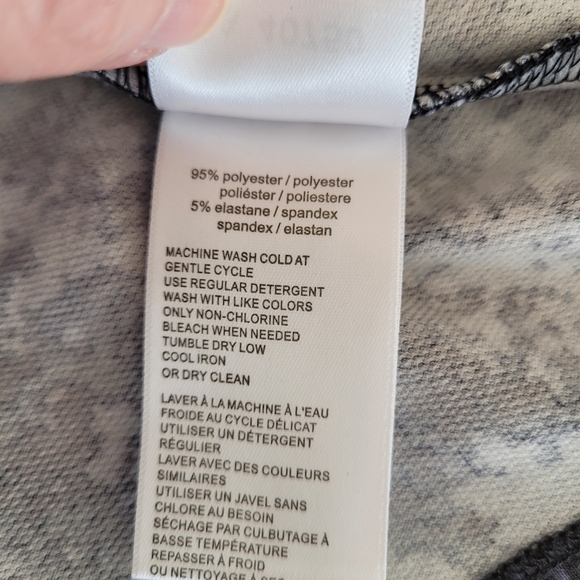 95% polyester / polyester
poliéster / poliestere
5% elastane / spandex
spandex / elastan
MACHINE WASH COLD AT
GENTLE CYCLE
USE REGULAR DETERGENT
WASH WITH LIKE COLORS
ONLY NON-CHLORINE
BLEACH WHEN NEEDED
TUMBLE DRY LOW
COOL IRON
OR DRY CLEAN
LAVER À LA MACHINE À L'EAU
FROIDE AU CYCLE DÉLICAT
UTILISER UN DÉTERGENT
RÉGULIER
LAVER AVEC DES COULEURS
SIMILAIRES
UTILISER UN JAVEL SANS
CHLORE AU BESOIN
SÉCHAGE PAR CULBUTAGE À
BASSE TEMPÉRATURE
REPASSER À FROID
OU NETTOYAGE À